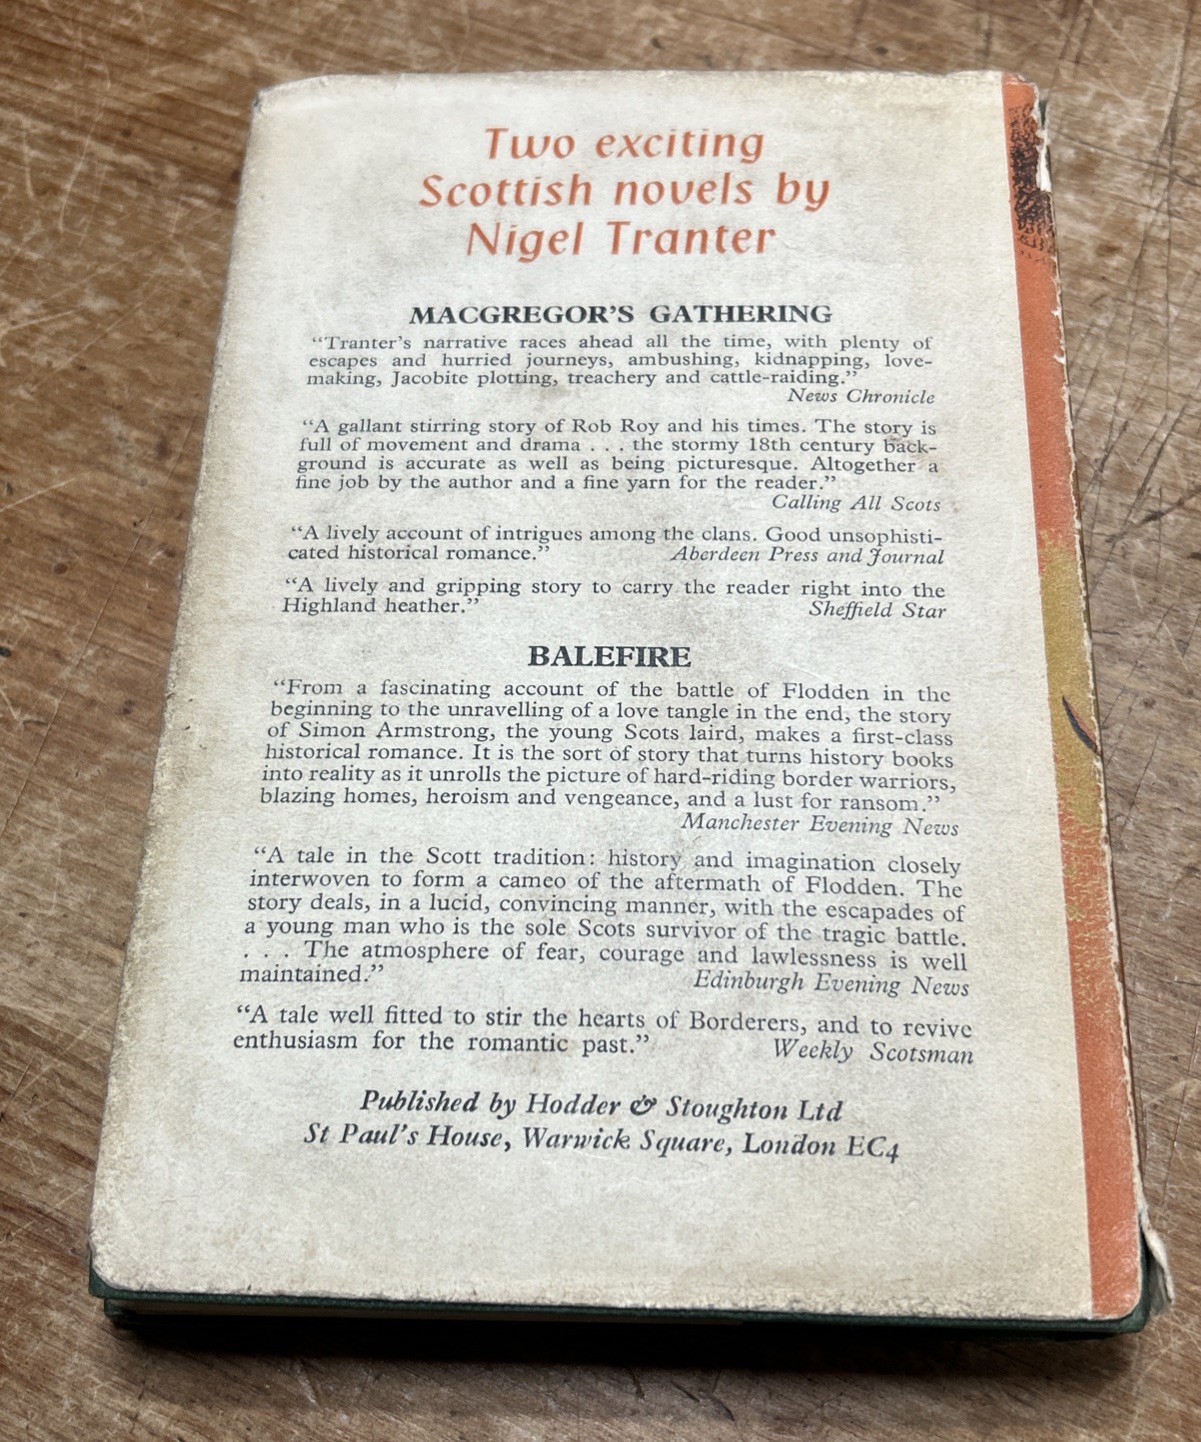 Two exciting
Scottish novels by
Nigel Tranter
MACGREGOR'S GATHERING
“Tranter's narrative races ahead all the time, with plenty of
escapes and hurried journeys, ambushing, kidnapping, love-
making, Jacobite plotting, treachery and cattle-raiding.”
News Chronicle
“A gallant stirring story of Rob Roy and his times. The story is
full of movement and drama . . . the stormy 18th century back-
ground is accurate as well as being picturesque. Altogether a
fine job by the author and a fine yarn for the reader.”
Calling All Scots
“A lively account of intrigues among the clans. Good unsophisti-
cated historical romance.” Aberdeen Press and Journal
“A lively and gripping story to carry the reader right into the
Highland heather.” Sheffield Star
BALEFIRE
“From a fascinating account of the battle of Flodden in the
beginning to the unravelling of a love tangle in the end, the story
of Simon Armstrong, the young Scots laird, makes a first-class
historical romance. It is the sort of story that turns history books
into reality as it unrolls the picture of hard-riding border warriors,
blazing homes, heroism and vengeance, and a lust for ransom.”
Manchester Evening News
“A tale in the Scott tradition: history and imagination closely
interwoven to form a cameo of the aftermath of Flodden. The
story deals, in a lucid, convincing manner, with the escapades of
a young man who is the sole Scots survivor of the tragic battle.
. . . The atmosphere of fear, courage and lawlessness is well
maintained.” Edinburgh Evening News
“A tale well fitted to stir the hearts of Borderers, and to revive
enthusiasm for the romantic past.” Weekly Scotsman
Published by Hodder & Stoughton Ltd
St Paul's House, Warwick Square, London EC4